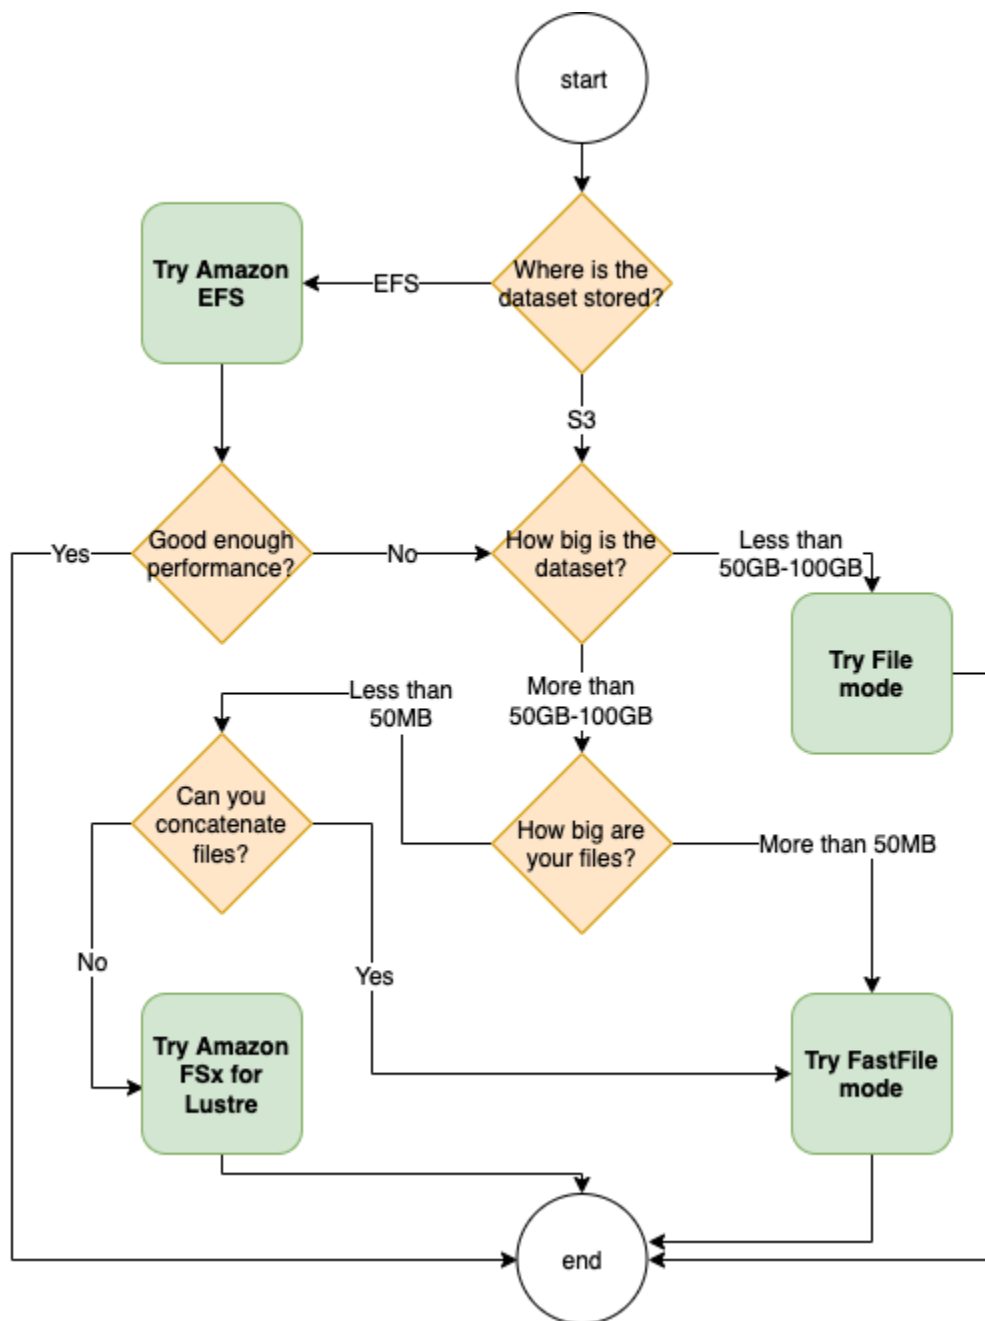 start
Where is the
dataset stored?
EFS
Try Amazon
EFS
S3
Good enough
performance?
Yes
No
How big is the
dataset?
Less than
50GB-100GB
Try File
mode
More than
50GB-100GB
Less than
50MB
Can you
concatenate
files?
How big are
your files?
More than 50MB
No
Yes
Try Amazon
FSx for
Lustre
Try FastFile
mode
end